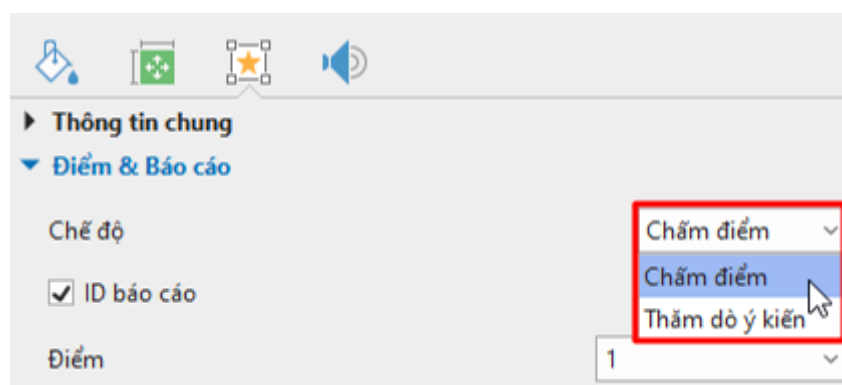 Thông tin chung
Điểm & Báo cáo
Chế độ
Chấm điểm
Chấm điểm
ID báo cáo
Thăm dò ý kiến
Điểm
1